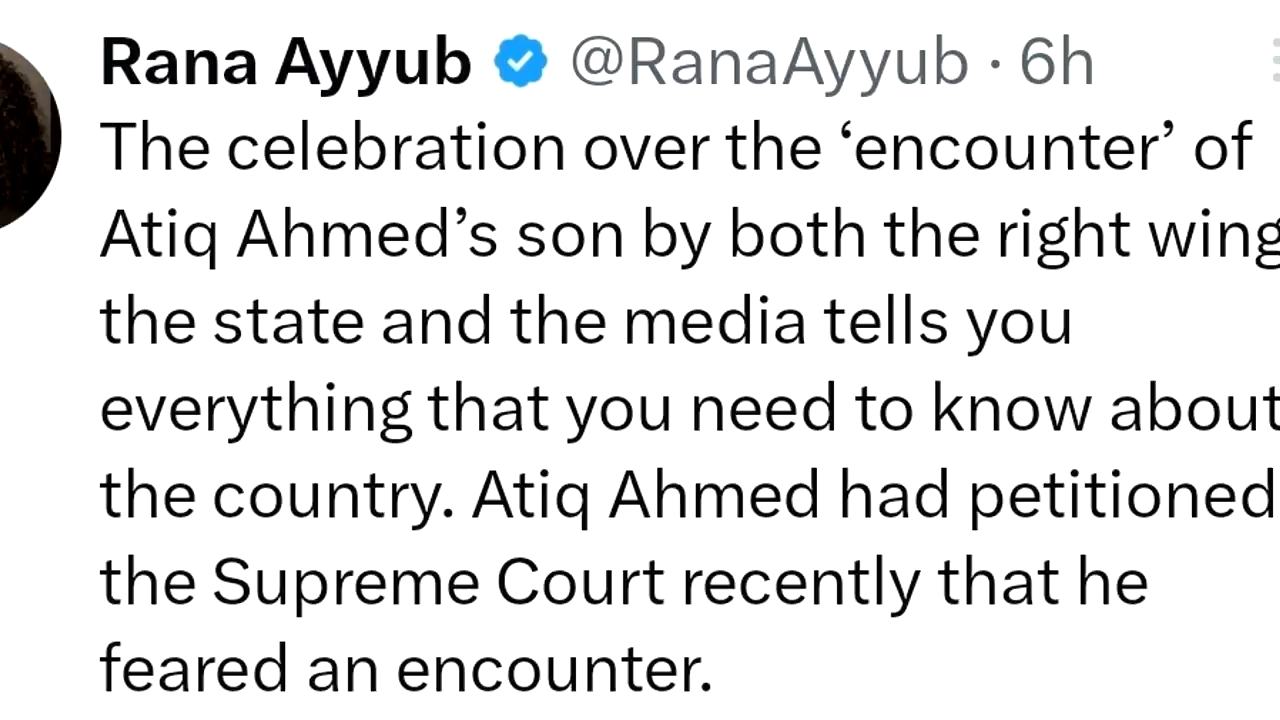 Rana Ayyub @RanaAyyub · 6h
The celebration over the ‘encounter’ of
Atiq Ahmed’s son by both the right wing
the state and the media tells you
everything that you need to know about
the country. Atiq Ahmed had petitioned
the Supreme Court recently that he
feared an encounter.